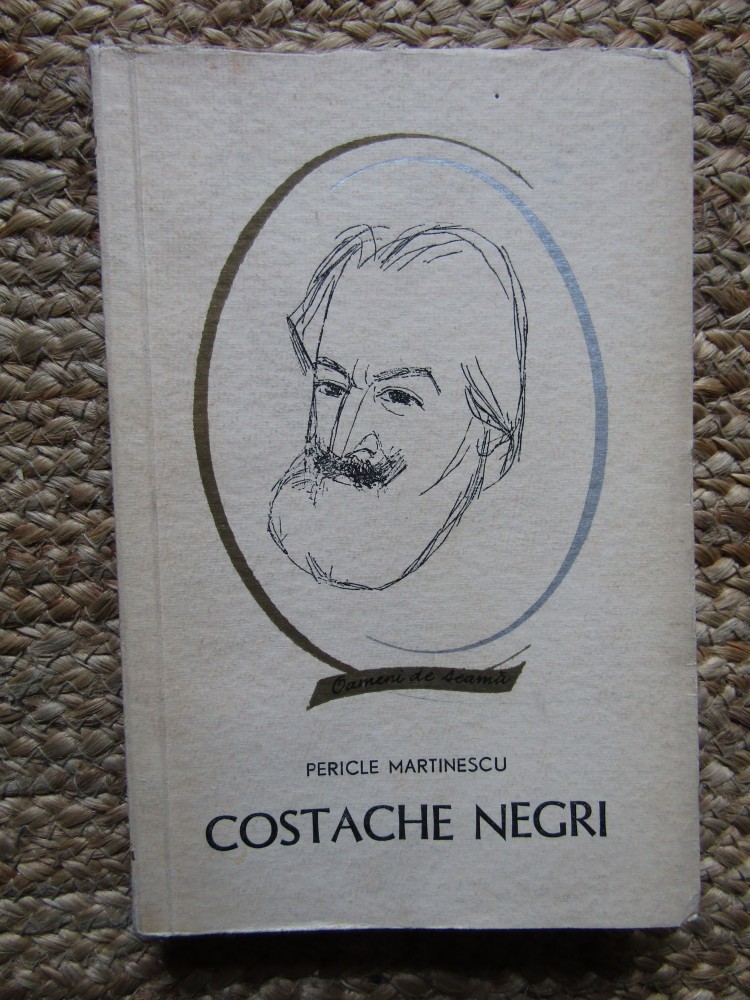 Oameni de seamă
PERICLE MARTINESCU
COSTACHE NEGRI